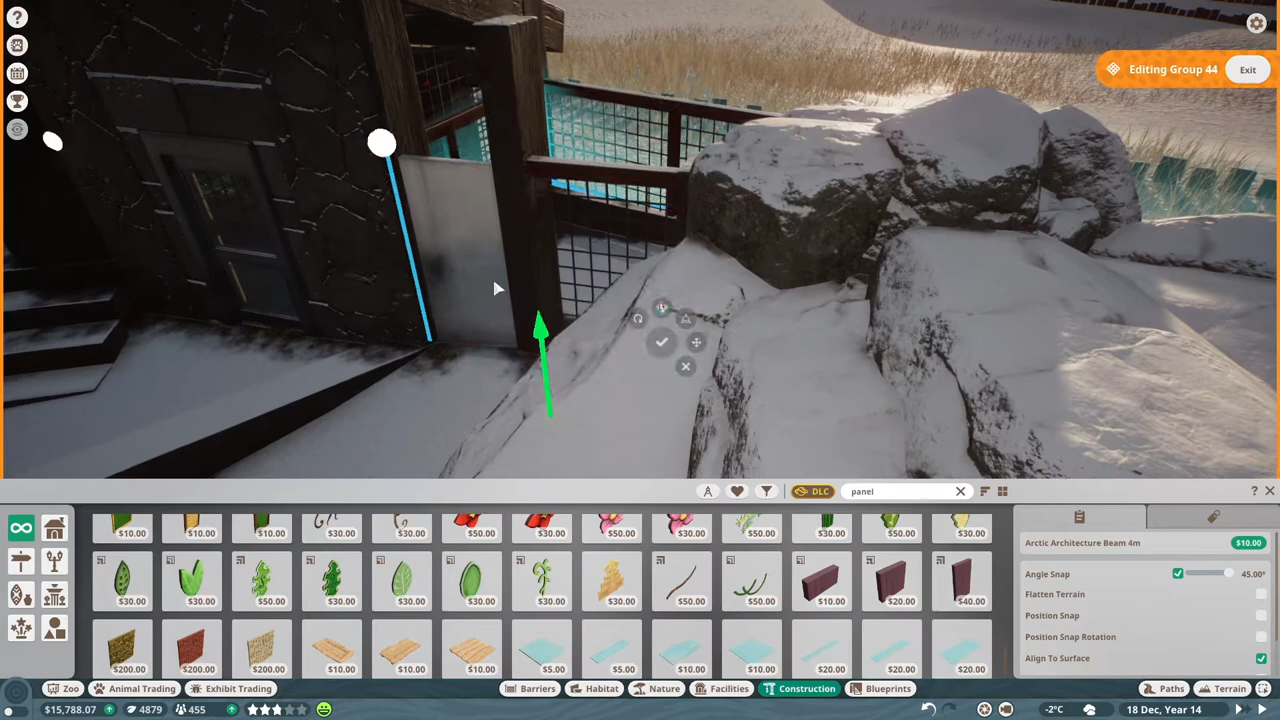 ?
Editing Group 44
Exit
DLC
panel
?
$10.00
$10.00
$10.00
$30.00
$30.00
$50.00
$50.00
$50.00
$50.00
$50.00
$30.00
$30.00
$30.00
Arctic Architecture Beam 4m
$10.00
$30.00
$30.00
$50.00
$30.00
$30.00
$30.00
$30.00
$30.00
$50.00
$50.00
$10.00
$20.00
$40.00
Angle Snap
45.00°
Flatten Terrain
Position Snap
Position Snap Rotation
Align To Surface
$200.00
$200.00
$200.00
$10.00
$10.00
$10.00
$5.00
$5.00
$10.00
$10.00
$20.00
$20.00
$20.00
Zoo
Animal Trading
Exhibit Trading
Barriers
Habitat
Nature
Facilities
Construction
Blueprints
Paths
Terrain
$15,788.07
4879
455
-2°C
18 Dec, Year 14